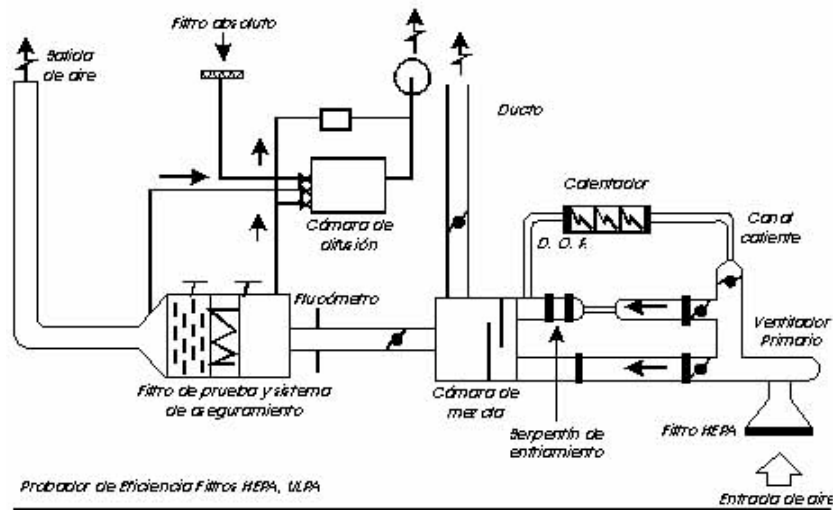 Filtro absoluto
Salida
de aire
Ducto
Calentador
Canal
caliente
D. O. P.
Cámara de
difusión
Flucómetro
Ventilador
Primario
Filtro de prueba y sistema
de aseguramiento
Cámara de
mezcla
Serpentín de
enfriamiento
Filtro HEPA
Probador de Eficiencia Filtros HEPA, ULPA
Entrada de aire